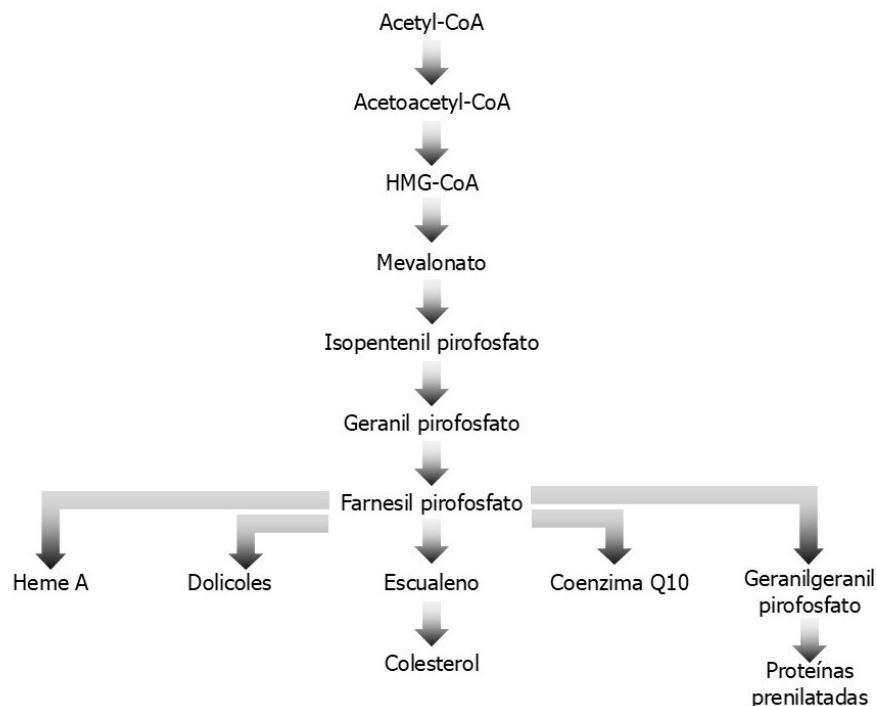 Acetyl-CoA
Acetoacetyl-CoA
HMG-CoA
Mevalonato
Isopentenil pirofosfato
Geranil pirofosfato
Farnesil pirofosfato
Heme A
Dolicoles
Escualeno
Coenzima Q10
Geranilgeranil
pirofosfato
Colesterol
Proteínas
prenilatadas